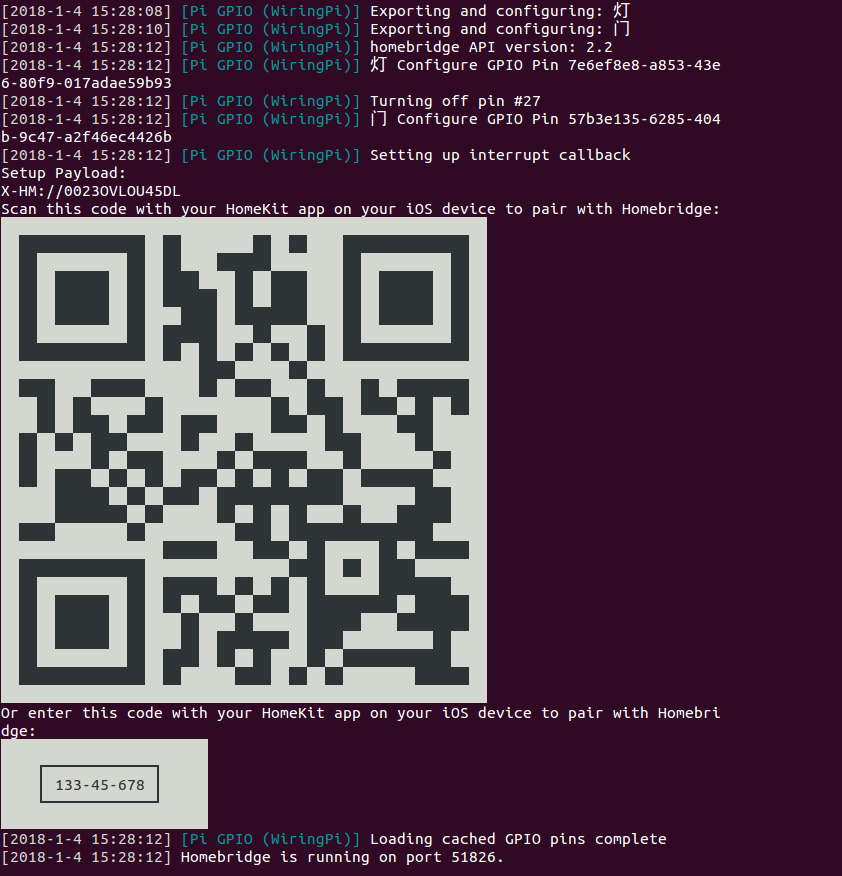 [2018-1-4 15:28:08] [Pi GPIO (WiringPi)] Exporting and configuring: 灯
[2018-1-4 15:28:10] [Pi GPIO (WiringPi)] Exporting and configuring: 门
[2018-1-4 15:28:12] [Pi GPIO (WiringPi)] homebridge API version: 2.2
[2018-1-4 15:28:12] [Pi GPIO (WiringPi)] 灯 Configure GPIO Pin 7e6ef8e8-a853-43e
6-80f9-017adae59b93
[2018-1-4 15:28:12] [Pi GPIO (WiringPi)] Turning off pin #27
[2018-1-4 15:28:12] [Pi GPIO (WiringPi)] 门 Configure GPIO Pin 57b3e135-6285-404
b-9c47-a2f46ec4426b
[2018-1-4 15:28:12] [Pi GPIO (WiringPi)] Setting up interrupt callback
Setup Payload:
X-HM://0023OVLOU45DL
Scan this code with your HomeKit app on your iOS device to pair with Homebridge:
Or enter this code with your HomeKit app on your iOS device to pair with Homebri
dge:
133-45-678
[2018-1-4 15:28:12] [Pi GPIO (WiringPi)] Loading cached GPIO pins complete
[2018-1-4 15:28:12] Homebridge is running on port 51826.